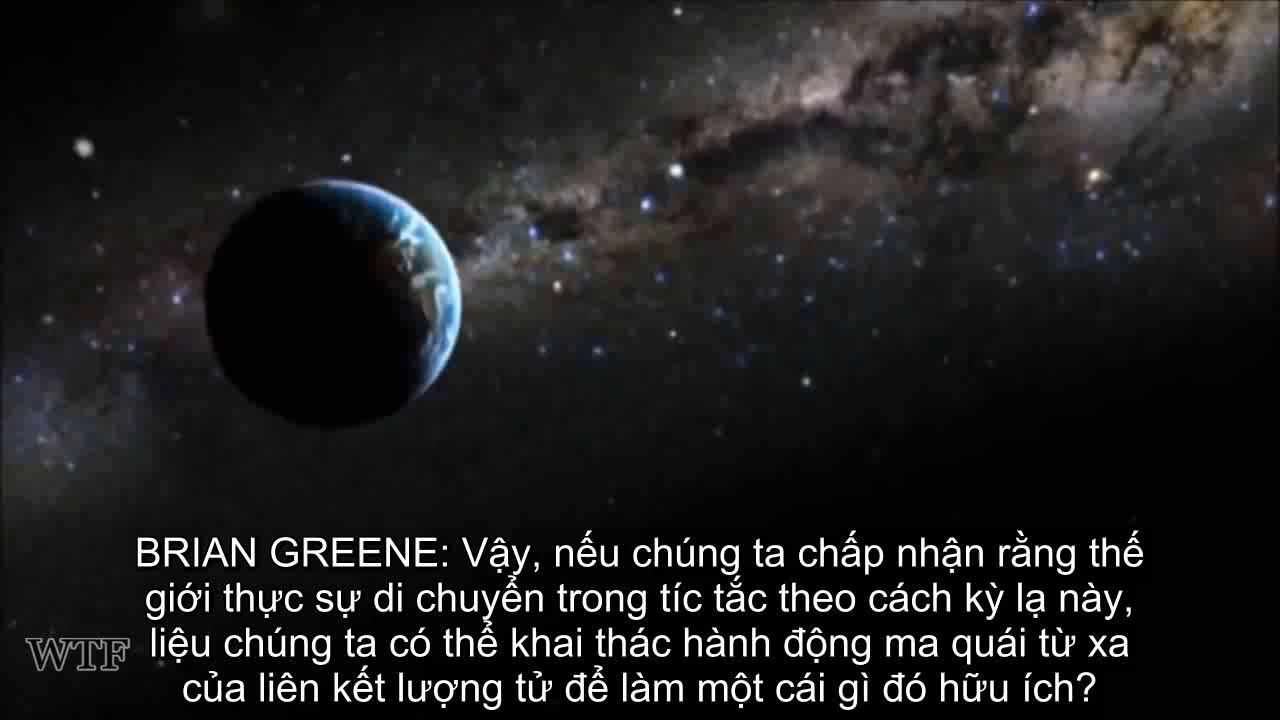 BRIAN GREENE: Vậy, nếu chúng ta chấp nhận rằng thế
giới thực sự di chuyển trong tíc tắc theo cách kỳ lạ này,
liệu chúng ta có thể khai thác hành động ma quái từ xa
của liên kết lượng tử để làm một cái gì đó hữu ích?
WTF